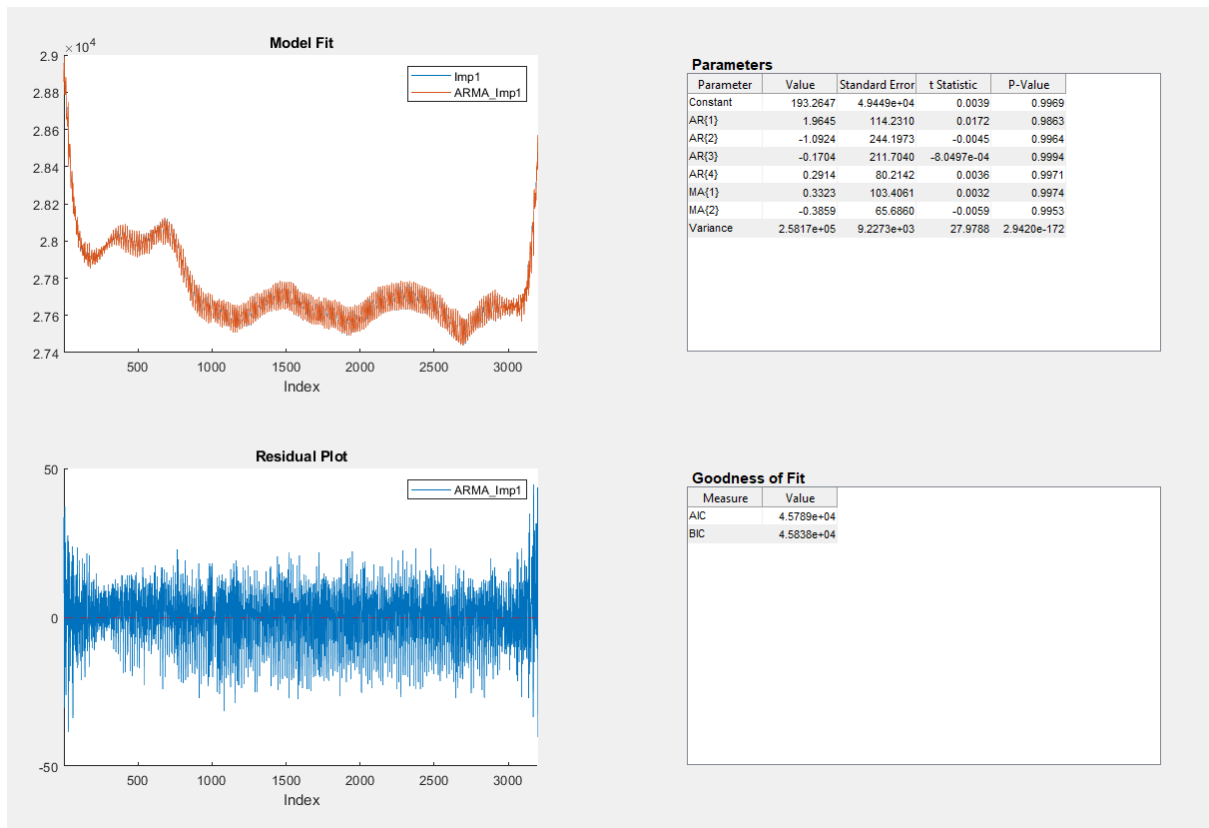 Model Fit
×10^4
2.9
2.88
2.86
2.84
2.82
2.8
2.78
2.76
2.74
Imp1
ARMA_Imp1
500 1000 1500 2000 2500 3000
Index
Parameters
Parameter Value Standard Error t Statistic P-Value
Constant 193.2647 4.9449e+04 0.0039 0.9969
AR{1} 1.9645 114.2310 0.0172 0.9863
AR{2} -1.0924 244.1973 -0.0045 0.9964
AR{3} -0.1704 211.7040 -8.0497e-04 0.9994
AR{4} 0.2914 80.2142 0.0036 0.9971
MA{1} 0.3323 103.4061 0.0032 0.9974
MA{2} -0.3859 65.6860 -0.0059 0.9953
Variance 2.5817e+05 9.2273e+03 27.9788 2.9420e-172
Residual Plot
50
0
-50
ARMA_Imp1
500 1000 1500 2000 2500 3000
Index
Goodness of Fit
Measure Value
AIC 4.5789e+04
BIC 4.5838e+04